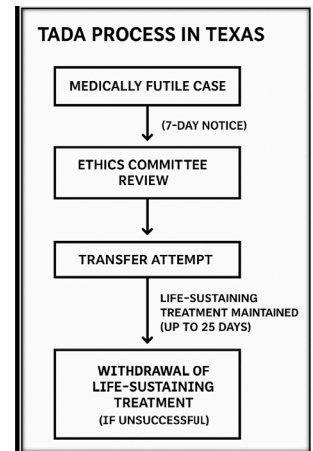 TADA PROCESS IN TEXAS
MEDICALLY FUTILE CASE
(7-DAY NOTICE)
ETHICS COMMITTEE
REVIEW
TRANSFER ATTEMPT
LIFE-SUSTAINING
TREATMENT MAINTAINED
(UP TO 25 DAYS)
WITHDRAWAL OF
LIFE-SUSTAINING
TREATMENT
(IF UNSUCCESSFUL)